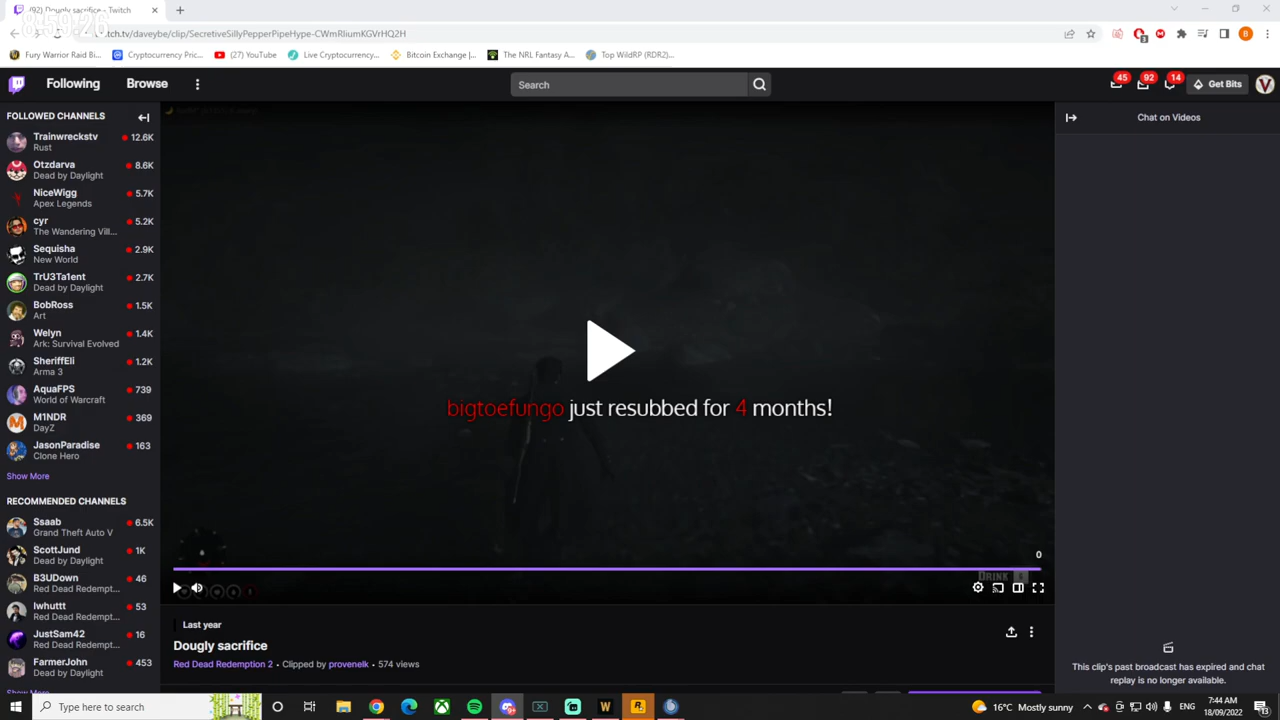 (92) Dougly sacrifice - Twitch
8:59:26
tch.tv/daveybe/clip/SecretiveSillyPepperPipeHype-CWmRliumKGVrHQ2H
Fury Warrior Raid Bi...
Cryptocurrency Pric...
(27) YouTube
Live Cryptocurrency...
Bitcoin Exchange |...
The NRL Fantasy A...
Top WildRP (RDR2)...
Following
Browse
Search
45
92
14
Get Bits
FOLLOWED CHANNELS
Trainwreckstv 12.6K
Rust
Otzdarva 8.6K
Dead by Daylight
NiceWigg 5.7K
Apex Legends
cyr 5.2K
The Wandering Vill...
Sequisha 2.9K
New World
TrU3Ta1ent 2.7K
Dead by Daylight
BobRoss 1.5K
Art
Welyn 1.4K
Ark: Survival Evolved
SheriffEli 1.2K
Arma 3
AquaFPS 739
World of Warcraft
M1NDR 369
DayZ
JasonParadise 163
Clone Hero
Show More
RECOMMENDED CHANNELS
Ssaab 6.5K
Grand Theft Auto V
ScottJund 1K
Dead by Daylight
B3UDown 46
Red Dead Redempt...
Iwhuttt 53
Red Dead Redempt...
JustSam42 16
Red Dead Redempt...
FarmerJohn 453
Dead by Daylight
Show More
bigtoefungo just resubbed for 4 months!
0
DRINK
Last year
Dougly sacrifice
Red Dead Redemption 2 • Clipped by provenelk • 574 views
Chat on Videos
This clip's past broadcast has expired and chat
replay is no longer available.
Type here to search
16°C Mostly sunny
ENG
7:44 AM
18/09/2022
13